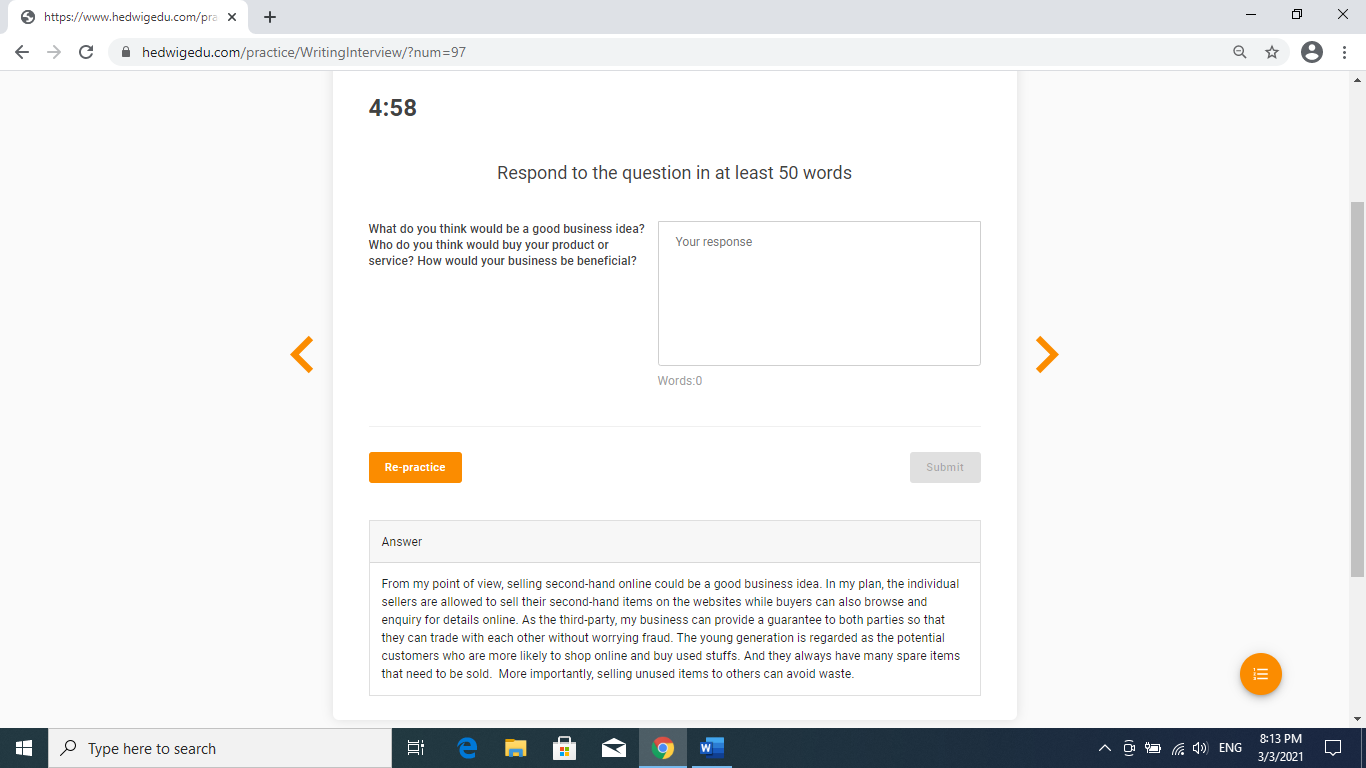 https://www.hedwigedu.com/pra
hedwigedu.com/practice/WritingInterview/?num=97
4:58
Respond to the question in at least 50 words
What do you think would be a good business idea?
Who do you think would buy your product or
service? How would your business be beneficial?
Your response
Words:0
Re-practice
Submit
Answer
From my point of view, selling second-hand online could be a good business idea. In my plan, the individual
sellers are allowed to sell their second-hand items on the websites while buyers can also browse and
enquiry for details online. As the third-party, my business can provide a guarantee to both parties so that
they can trade with each other without worrying fraud. The young generation is regarded as the potential
customers who are more likely to shop online and buy used stuffs. And they always have many spare items
that need to be sold.  More importantly, selling unused items to others can avoid waste.
Type here to search
ENG
8:13 PM
3/3/2021